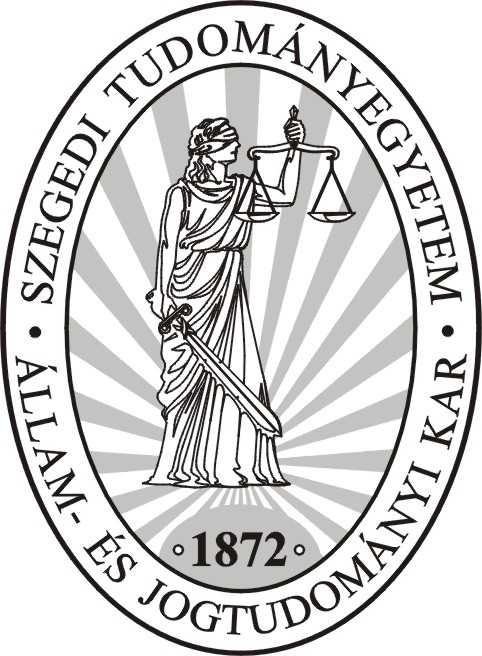 SZEGEDI TUDOMÁNYEGYETEM
ÁLLAM- ÉS JOGTUDOMÁNYI KAR
1872